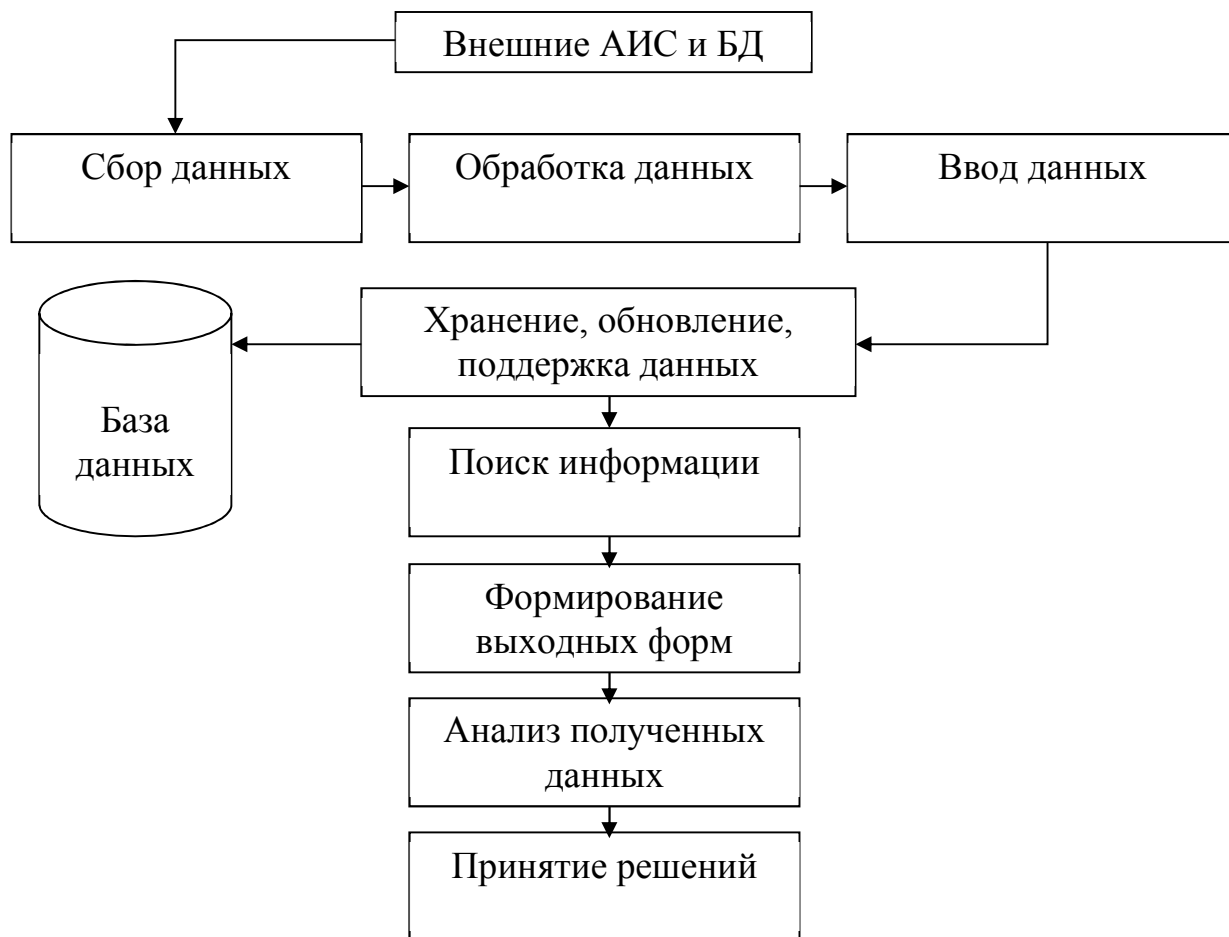 Внешние АИС и БД
Сбор данных
Обработка данных
Ввод данных
Хранение, обновление,
поддержка данных
База
данных
Поиск информации
Формирование
выходных форм
Анализ полученных
данных
Принятие решений